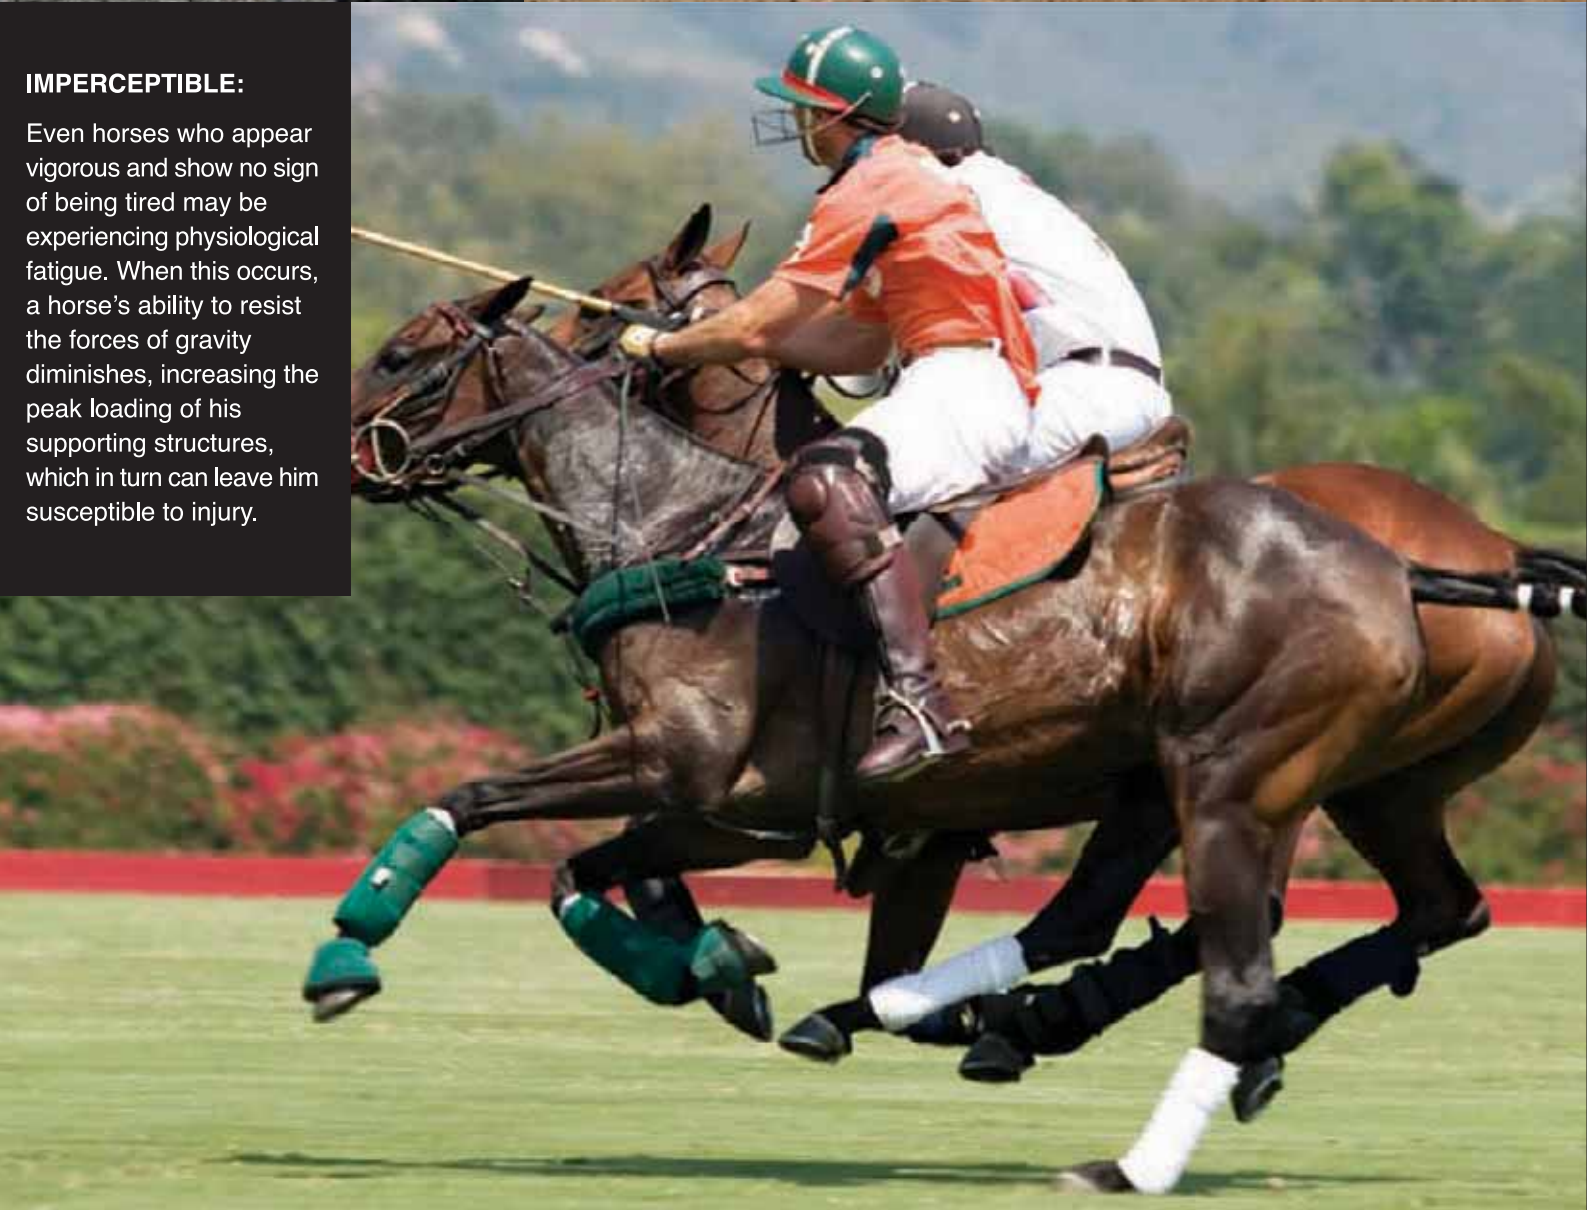 IMPERCEPTIBLE:
Even horses who appear
vigorous and show no sign
of being tired may be
experiencing physiological
fatigue. When this occurs,
a horse’s ability to resist
the forces of gravity
diminishes, increasing the
peak loading of his
supporting structures,
which in turn can leave him
susceptible to injury.